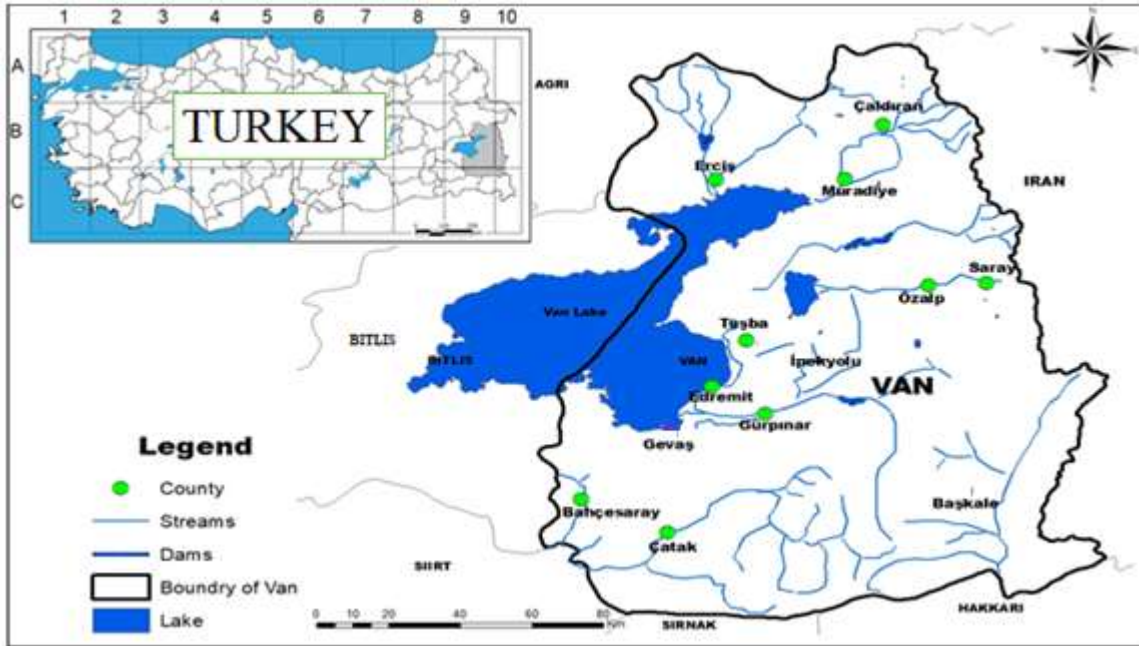 1 2 3 4 5 6 7 8 9 10
A
B
C
TURKEY
AGRI
IRAN
Çaldıran
Erciş
Muradiye
Saray
Özalp
Van Lake
Tuşba
BITLIS
BITLIS
VAN
İpekyolu
VAN
Edremit
Gürpınar
Gevaş
Başkale
Bahçesaray
Çatak
SIIRT
HAKKARI
SIRNAK
Legend
County
Streams
Dams
Boundry of Van
Lake
0 10 20 40 60 80
Km